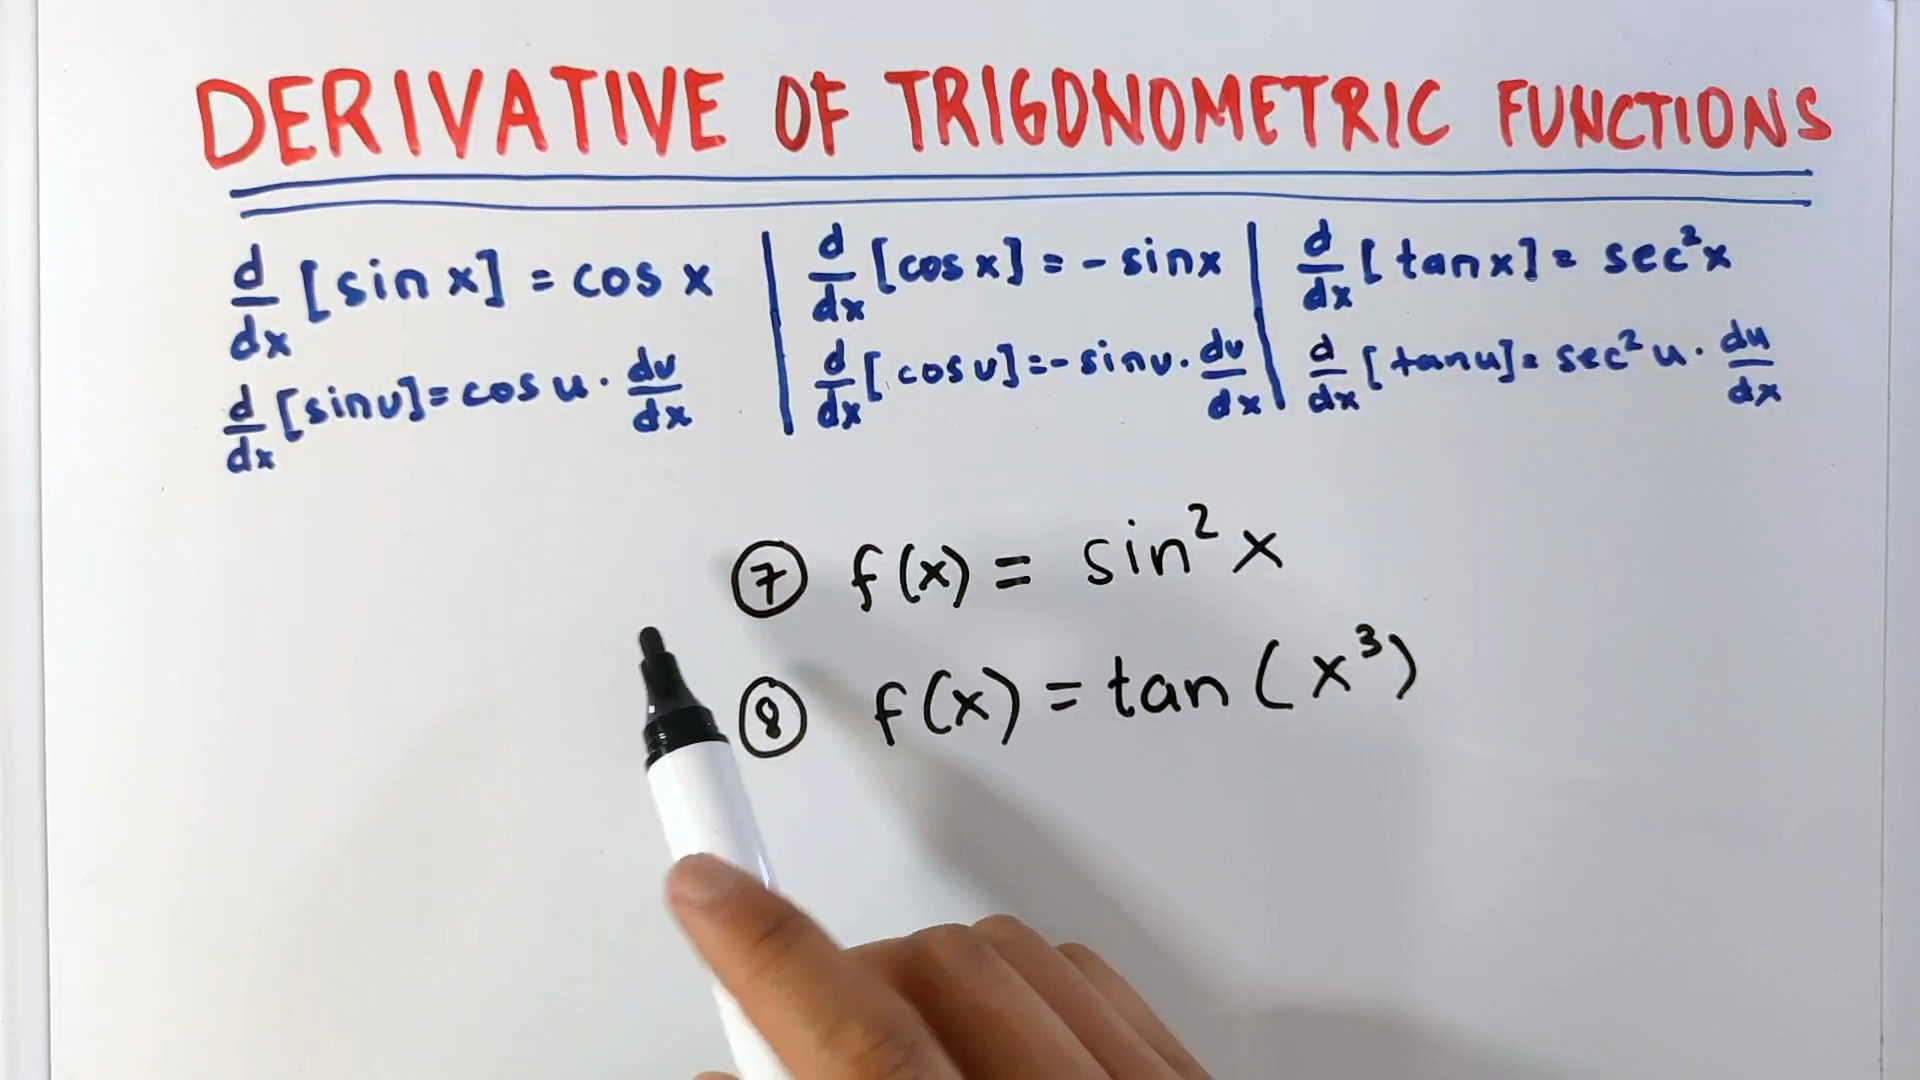 DERIVATIVE OF TRIGONOMETRIC FUNCTIONS
d/dx [sin x] = cos x | d/dx [cos x] = - sin x | d/dx [tan x] = sec²x
d/dx [sin u] = cos u · du/dx | d/dx [cos u] = - sin u · du/dx | d/dx [tan u] = sec² u · du/dx
⑦ f(x) = sin² x
⑧ f(x) = tan (x³)